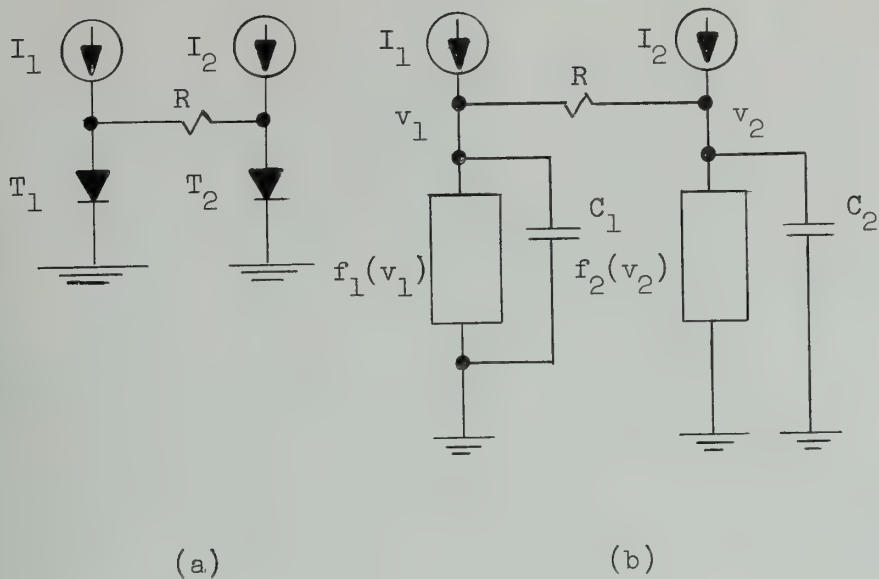 I1 I2
R
T1 T2
(a)
I1 I2
R
v1 v2
C1 C2
f1(v1) f2(v2)
(b)